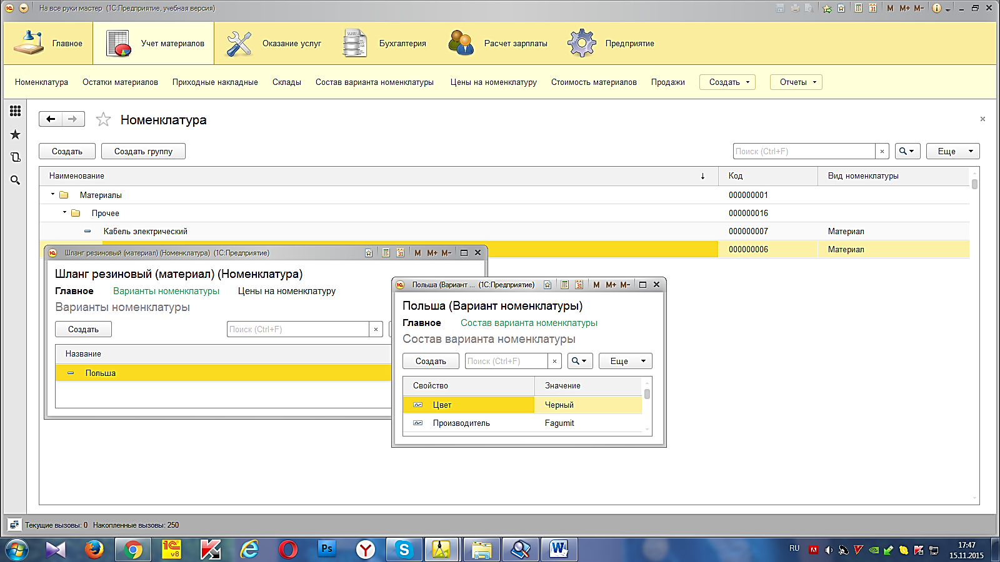 На все руки мастер (1С:Предприятие, учебная версия)
M M+ M-
Главное Учет материалов Оказание услуг Бухгалтерия Расчет зарплаты Предприятие
Номенклатура Остатки материалов Приходные накладные Склады Состав варианта номенклатуры Цены на номенклатуру Стоимость материалов Продажи Создать Отчеты
Номенклатура
Создать Создать группу Поиск (Ctrl+F) × Еще
Наименование ↓ Код Вид номенклатуры
Материалы 000000001
Прочее 000000016
Кабель электрический 000000007 Материал
000000006 Материал
Шланг резиновый (материал) (Номенклатура) (1С:Предприятие) 31 M M+ M-
Шланг резиновый (материал) (Номенклатура)
Главное Варианты номенклатуры Цены на номенклатуру
Варианты номенклатуры
Создать Поиск (Ctrl+F) ×
Название
Польша
Польша (Вариант ... (1С:Предприятие) 31 M M+ M-
Польша (Вариант номенклатуры)
Главное Состав варианта номенклатуры
Состав варианта номенклатуры
Создать Поиск (Ctrl+F) × Еще
Свойство Значение
Цвет Черный
Производитель Fagumit
Текущие вызовы: 0 Накопленные вызовы: 250
RU 17:47
15.11.2015